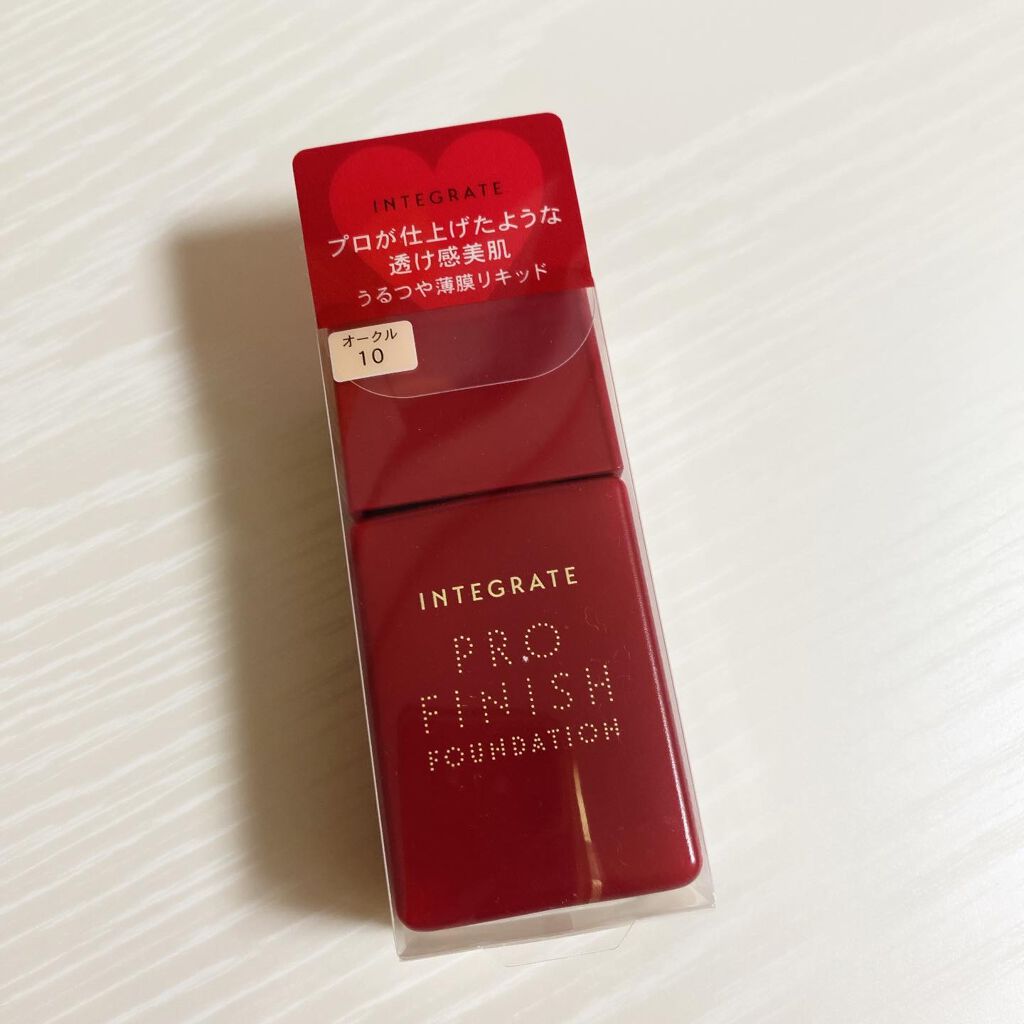 INTEGRATE
プロが仕上げたような
透け感美肌
うるつや薄膜リキッド
オークル
10
INTEGRATE
PRO
FINISH
FOUNDATION